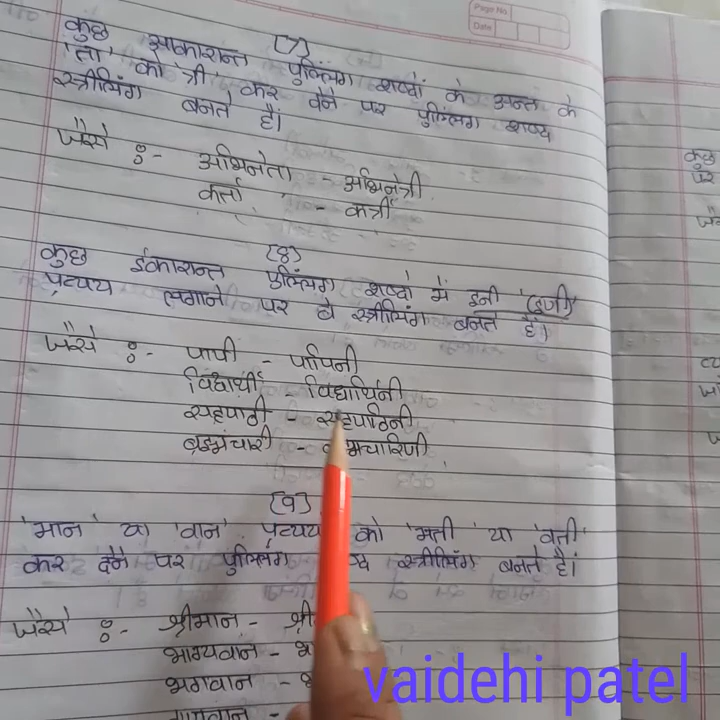 Page No.
Date
[7]
कुछ आकारान्त पुल्लिंग शब्दों के अन्त के
'ता' को 'त्री' कर देने पर पुल्लिंग शब्द
स्त्रीलिंग बनते हैं।
जैसे :- अभिनेता - अभिनेत्री
कर्ता - कर्त्री
[8]
कुछ ईकारान्त पुल्लिंग शब्दों में इनी '(इणी)'
प्रत्यय लगाने पर वे स्त्रीलिंग बनते हैं।
जैसे :- पापी - पापिनी
विद्यार्थी - विद्यार्थिनी
सहपाठी - सहपाठिनी
ब्रह्मचारी - चारिणी
[9]
'मान' या 'वान' प्रत्यय को 'मती' या 'वती'
कर देने पर पुल्लिंग स्त्रीलिंग बनते हैं।
जैसे :- श्रीमान - श्री
भाग्यवान - भ
भगवान - भ
कुछ
पर
vaidehi patel